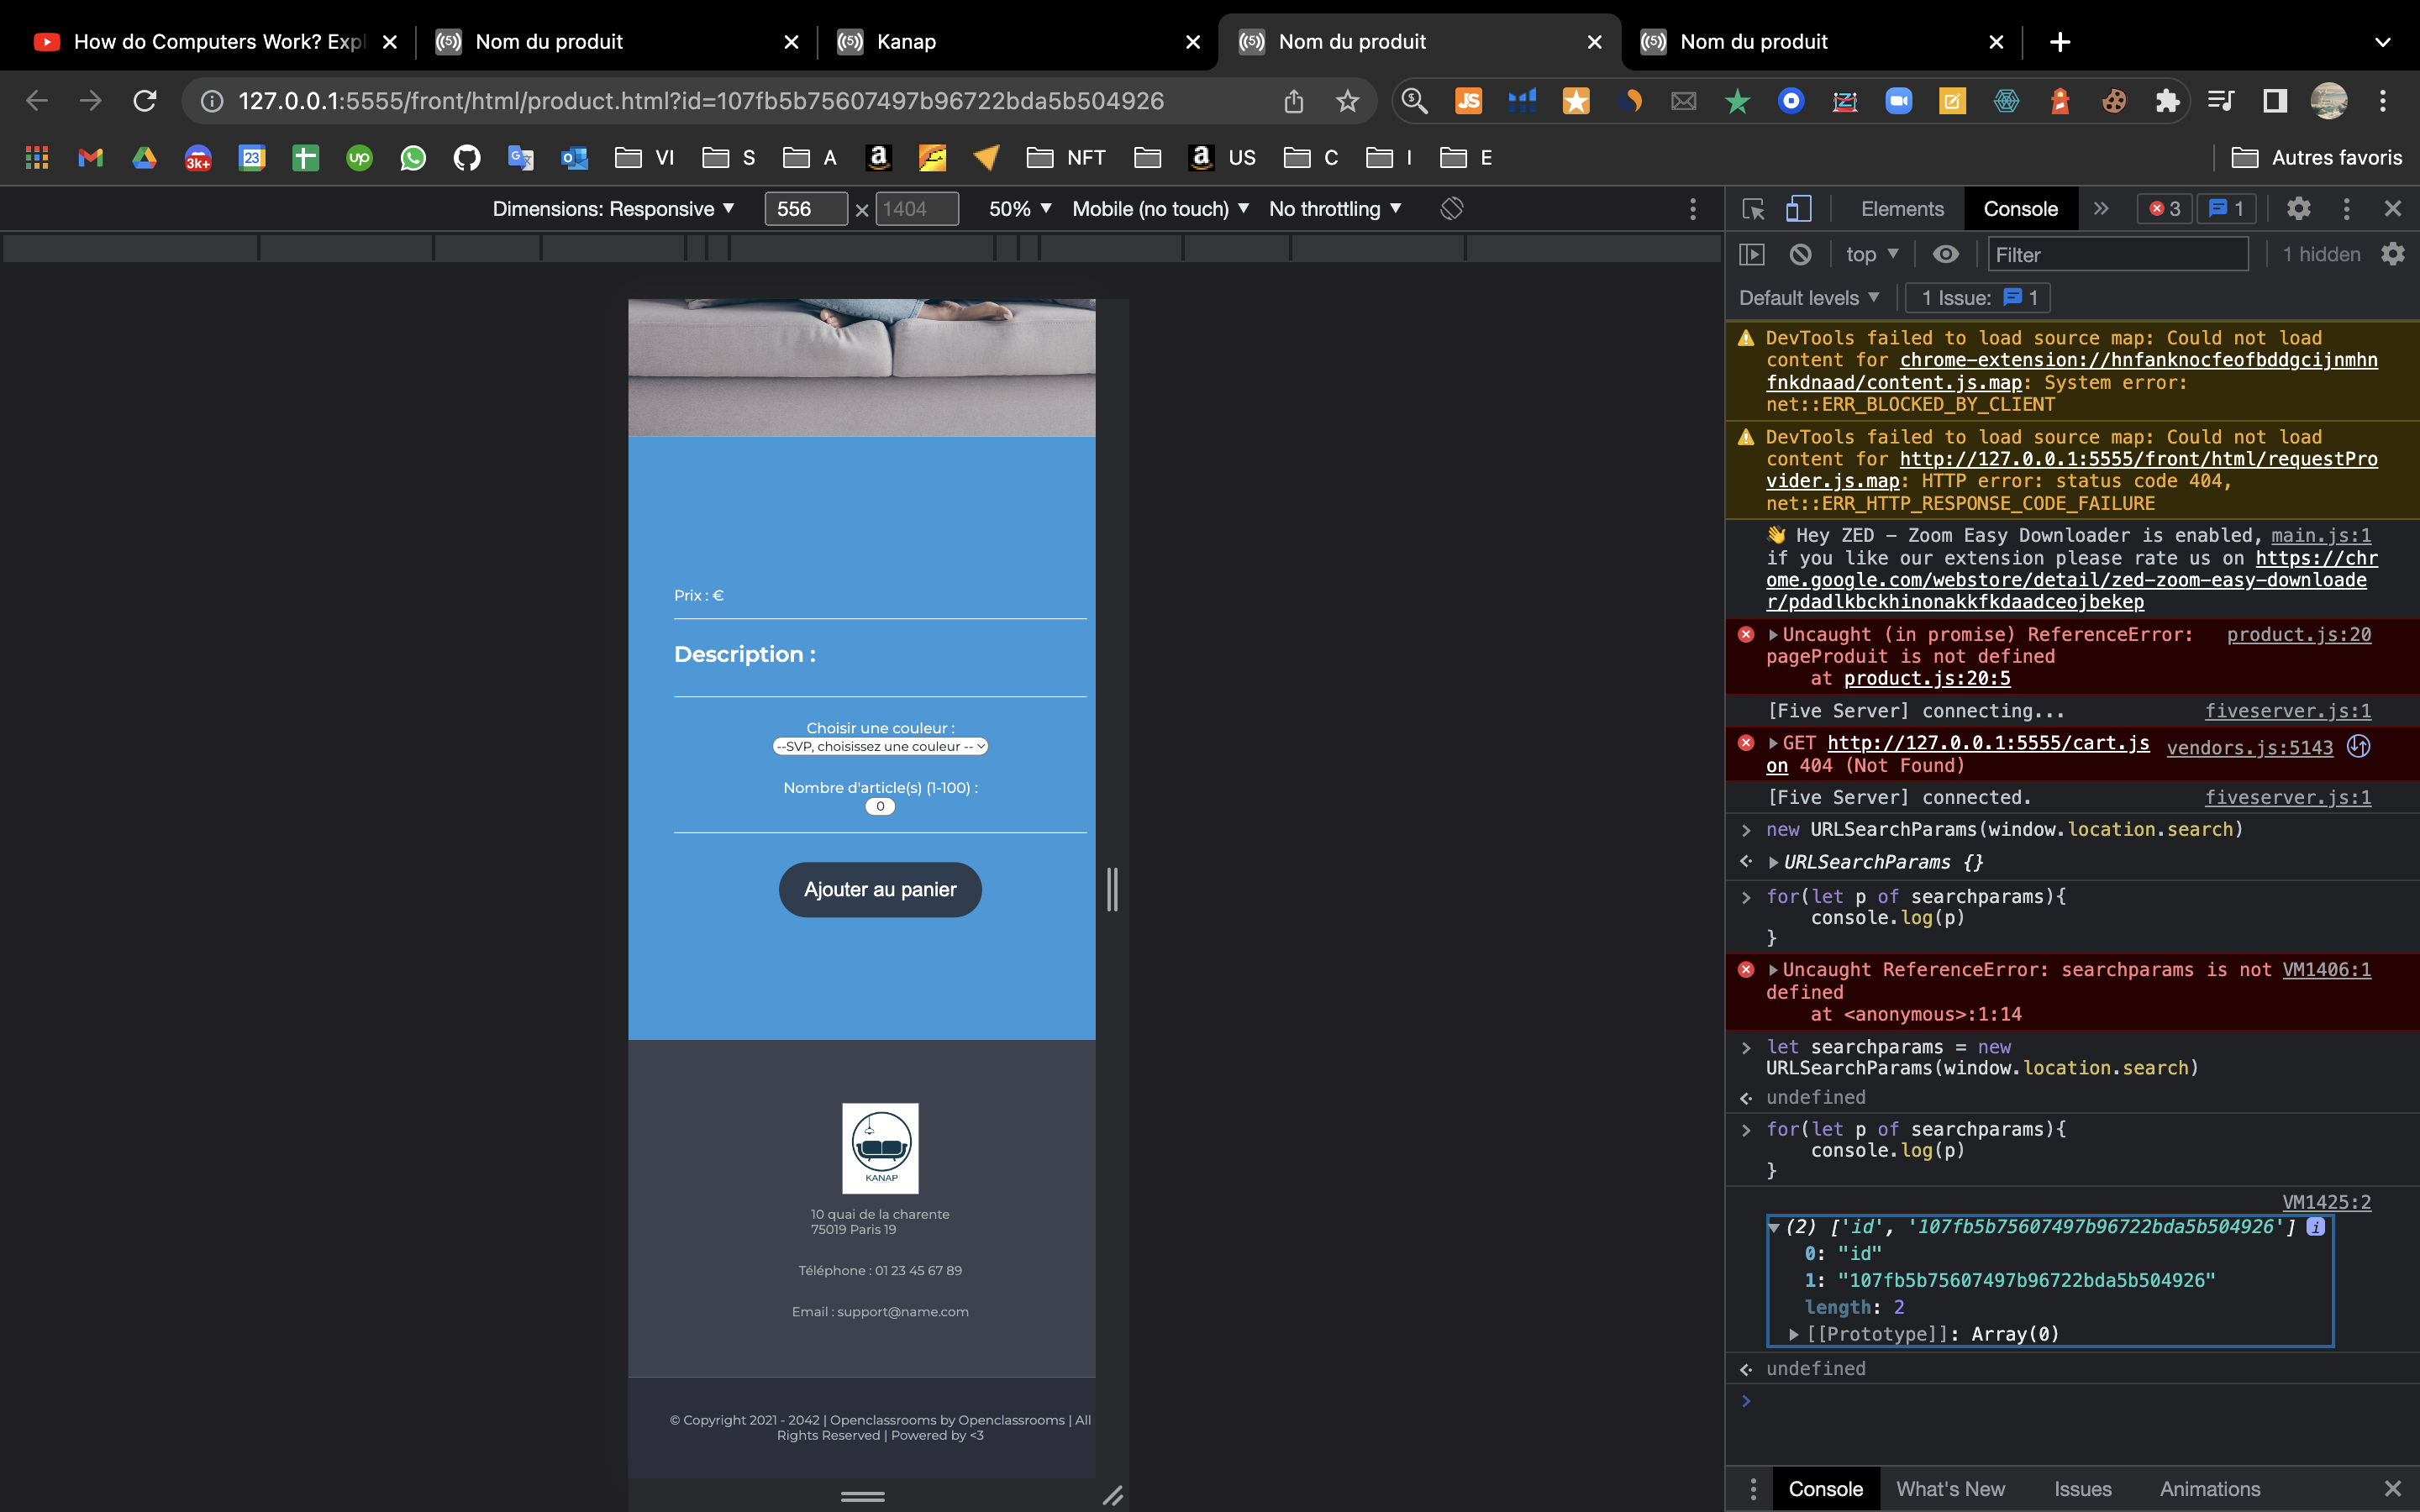 How do Computers Work? Expl
Nom du produit
Kanap
Nom du produit
Nom du produit
127.0.0.1:5555/front/html/product.html?id=107fb5b75607497b96722bda5b504926
JS
3k+
23
up
VI
S
A
a
NFT
a
US
C
I
E
Autres favoris
Dimensions: Responsive
556
1404
50%
Mobile (no touch)
No throttling
Elements
Console
3
1
top
Filter
1 hidden
Default levels
1 Issue: 1
DevTools failed to load source map: Could not load
content for chrome-extension://hnfanknocfeofbddgcijnmhn
fnkdnaad/content.js.map: System error:
net::ERR_BLOCKED_BY_CLIENT
DevTools failed to load source map: Could not load
content for http://127.0.0.1:5555/front/html/requestPro
vider.js.map: HTTP error: status code 404,
net::ERR_HTTP_RESPONSE_CODE_FAILURE
👋 Hey ZED – Zoom Easy Downloader is enabled, main.js:1
if you like our extension please rate us on https://chr
ome.google.com/webstore/detail/zed-zoom-easy-downloade
r/pdadlkbckhinonakkfkdaadceojbekep
Uncaught (in promise) ReferenceError: product.js:20
pageProduit is not defined
at product.js:20:5
[Five Server] connecting... fiveserver.js:1
GET http://127.0.0.1:5555/cart.js vendors.js:5143
on 404 (Not Found)
[Five Server] connected. fiveserver.js:1
new URLSearchParams(window.location.search)
URLSearchParams {}
for(let p of searchparams){
console.log(p)
}
Uncaught ReferenceError: searchparams is not VM1406:1
defined
at <anonymous>:1:14
let searchparams = new
URLSearchParams(window.location.search)
undefined
for(let p of searchparams){
console.log(p)
}
VM1425:2
(2) ['id', '107fb5b75607497b96722bda5b504926']
0: "id"
1: "107fb5b75607497b96722bda5b504926"
length: 2
[[Prototype]]: Array(0)
undefined
Console
What's New
Issues
Animations
Prix : €
Description :
Choisir une couleur :
--SVP, choisissez une couleur --
Nombre d'article(s) (1-100) :
0
Ajouter au panier
KANAP
10 quai de la charente
75019 Paris 19
Téléphone : 01 23 45 67 89
Email : support@name.com
© Copyright 2021 - 2042 | Openclassrooms by Openclassrooms | All
Rights Reserved | Powered by <3